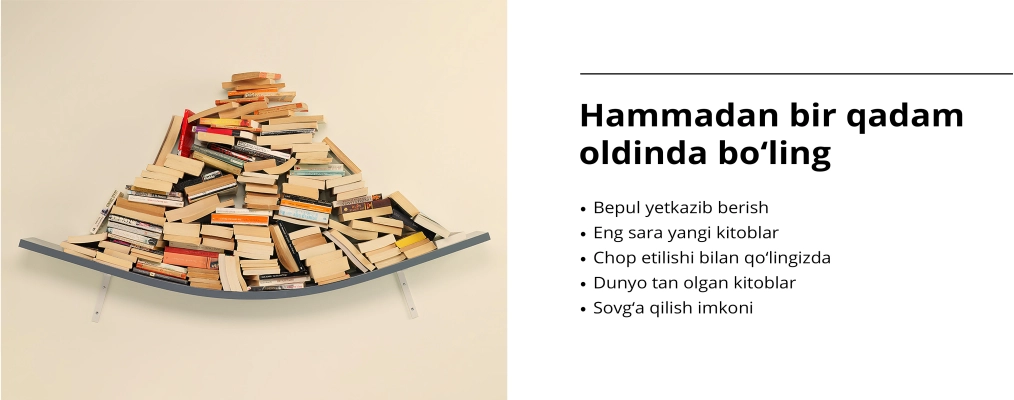 Hammadan bir qadam
oldinda bo‘ling
• Bepul yetkazib berish
• Eng sara yangi kitoblar
• Chop etilishi bilan qo‘lingizda
• Dunyo tan olgan kitoblar
• Sovg‘a qilish imkoni